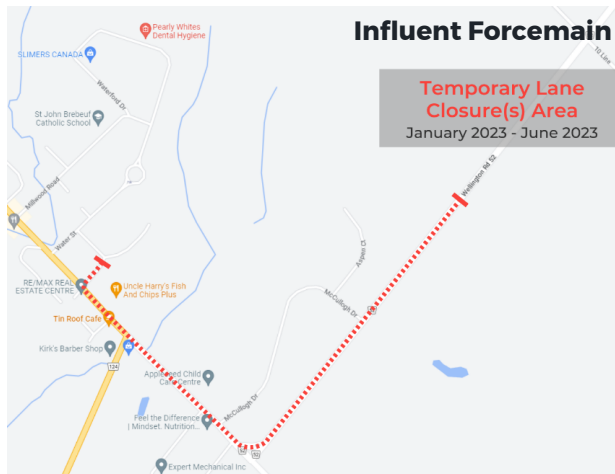 Influent Forcemain
Temporary Lane
Closure(s) Area
January 2023 - June 2023
10 Line
Pearly Whites
Dental Hygiene
SLIMERS CANADA
Waterford Dr
St John Brebeuf
Catholic School
Wellington Rd 52
Millwood Road
Water St
Aspen Ct
RE/MAX REAL
ESTATE CENTRE
Uncle Harry's Fish
And Chips Plus
McCullogh Dr
Tin Roof Cafe
Kirk's Barber Shop
124
Appleseed Child
Care Centre
McCullogh Dr
Feel the Difference
| Mindset. Nutrition...
52
Expert Mechanical Inc